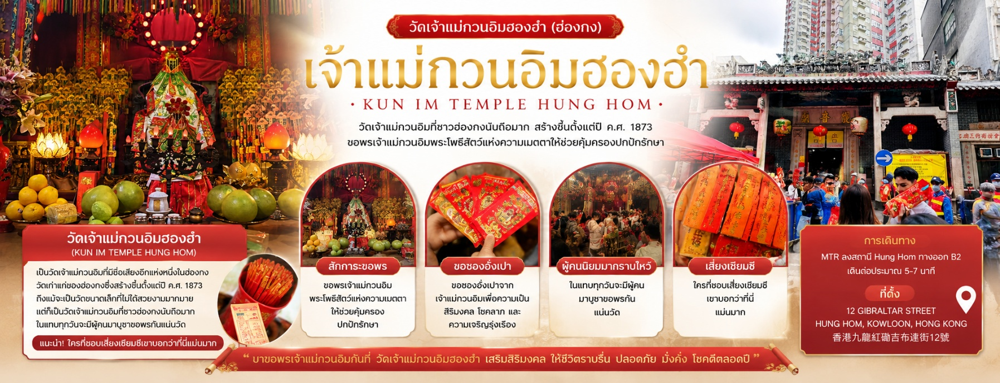 วัดเจ้าแม่กวนอิมฮองฮำ (ฮ่องกง)
เจ้าแม่กวนอิมฮองฮำ
• KUN IM TEMPLE HUNG HOM •
วัดเจ้าแม่กวนอิมที่ชาวฮ่องกงนับถือมาก สร้างขึ้นตั้งแต่ปี ค.ศ. 1873
ขอพรเจ้าแม่กวนอิมพระโพธิสัตว์แห่งความเมตตาให้ช่วยคุ้มครองปกปักรักษา
廟音觀
วัดเจ้าแม่กวนอิมฮองฮำ
(KUN IM TEMPLE HUNG HOM)
เป็นวัดเจ้าแม่กวนอิมที่มีชื่อเสียงอีกแห่งหนึ่งในฮ่องกง
วัดเก่าแก่ของฮ่องกงซึ่งสร้างขึ้นตั้งแต่ปี ค.ศ. 1873
ถึงแม้จะเป็นวัดขนาดเล็กที่ไม่ได้สวยงามมากมาย
แต่ก็เป็นวัดเจ้าแม่กวนอิมที่ชาวฮ่องกงนับถือมาก
ในแทบทุกวันจะมีผู้คนมาบูชาขอพรกันแน่นวัด
แนะนำ! ใครที่ชอบเสี่ยงเซียมซีเขาบอกว่าที่นี่แม่นมาก
สักการะขอพร
ขอพรเจ้าแม่กวนอิม
พระโพธิสัตว์แห่งความเมตตา
ให้ช่วยคุ้มครอง
ปกปักรักษา
ขอซองอั่งเปา
ขอซองอั่งเปาจาก
เจ้าแม่กวนอิมเพื่อความเป็น
สิริมงคล โชคลาภ และ
ความเจริญรุ่งเรือง
ผู้คนนิยมมากราบไหว้
ในแทบทุกวันจะมีผู้คน
มาบูชาขอพรกัน
แน่นวัด
เสี่ยงเซียมซี
ใครที่ชอบเสี่ยงเซียมซี
เขาบอกว่าที่นี่
แม่นมาก
การเดินทาง
MTR ลงสถานี Hung Hom ทางออก B2
เดินต่อประมาณ 5-7 นาที
ที่ตั้ง
12 GIBRALTAR STREET
HUNG HOM, KOWLOON, HONG KONG
香港九龍紅磡吉布達街12號
“ มาขอพรเจ้าแม่กวนอิมกันที่ วัดเจ้าแม่กวนอิมฮองฮำ เสริมสิริมงคล ให้ชีวิตราบรื่น ปลอดภัย มั่งคั่ง โชคดีตลอดปี ”